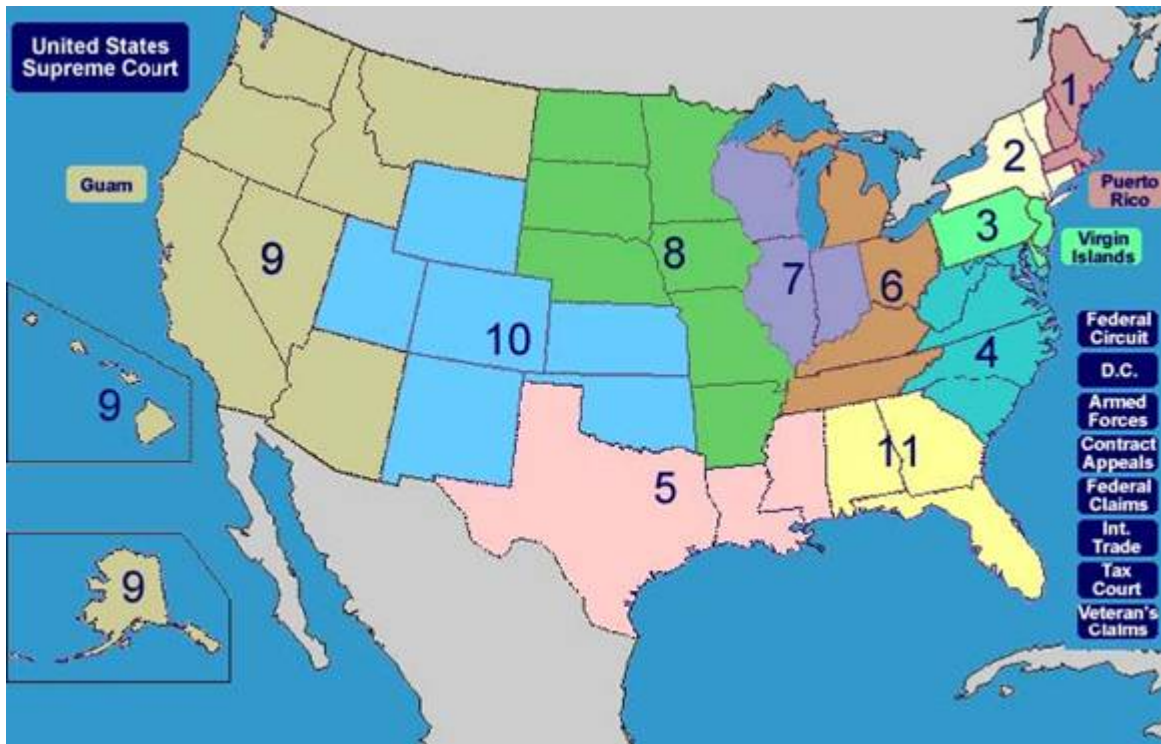 United States
Supreme Court
1
2
Guam
Puerto
Rico
3
Virgin
Islands
9
8
7
6
10
Federal
Circuit
4
D.C.
9
Armed
Forces
11
Contract
Appeals
5
Federal
Claims
Int.
Trade
9
Tax
Court
Veteran's
Claims